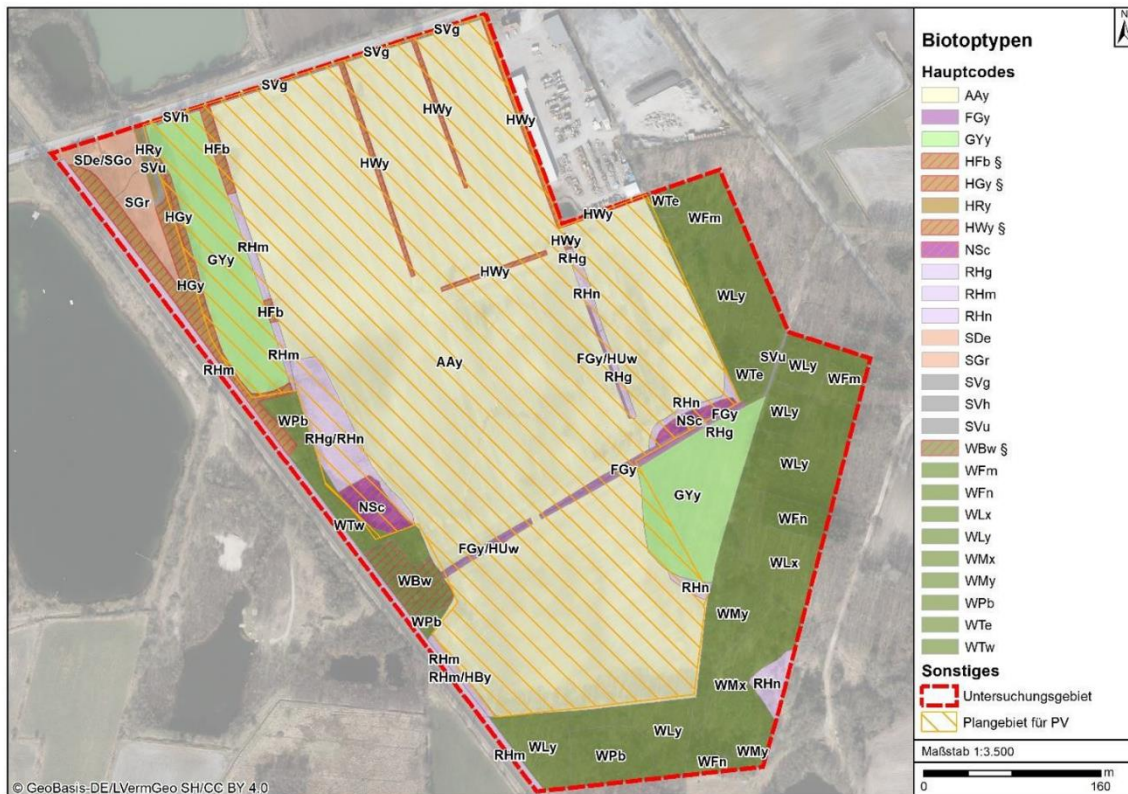 SVg
SVg
SVg
SVh
HRy
HFb
HWy
SDe/SGo
SVu
HWy
SGr
HGy
WTe
WFm
HWy
HWy
RHm
RHg
GYy
HWy
HGy
RHn
WLy
HFb
RHm
RHm
AAy
FGy/HUw
RHg
SVu
WLy
WTe
WFm
RHn
WPb
NSc
FGy
WLy
RHg
RHg/RHn
FGy
WLy
GYy
NSc
WTw
WFn
FGy/HUw
WLx
WBw
RHn
WMy
WPb
RHm
RHm/HBy
WMx
RHn
WLy
RHm
WLy
WPb
WMy
WFn
© GeoBasis-DE/LVermGeo SH/CC BY 4.0
N
Biotoptypen
Hauptcodes
AAy
FGy
GYy
HFb §
HGy §
HRy
HWy §
NSc
RHg
RHm
RHn
SDe
SGr
SVg
SVh
SVu
WBw §
WFm
WFn
WLx
WLy
WMx
WMy
WPb
WTe
WTw
Sonstiges
Untersuchungsgebiet
Plangebiet für PV
Maßstab 1:3.500
m
0 160